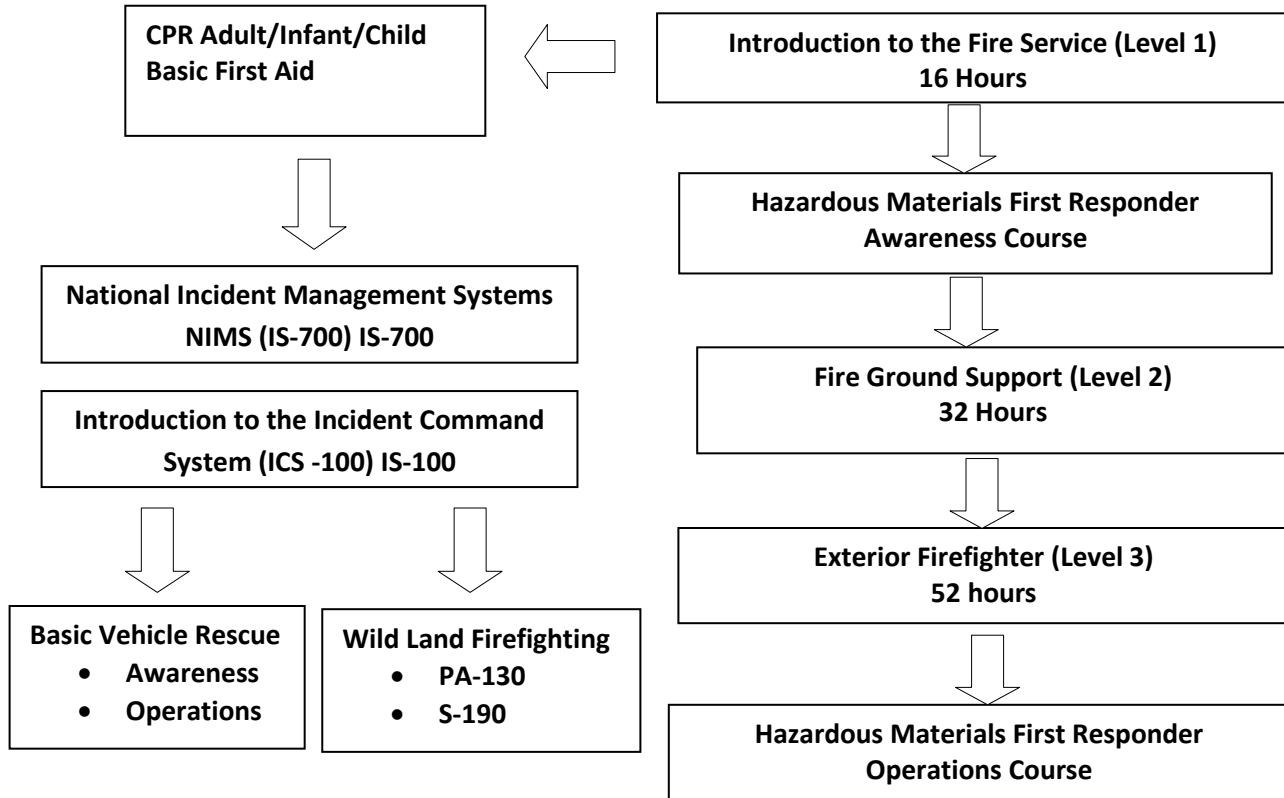 CPR Adult/Infant/Child
Basic First Aid
Introduction to the Fire Service (Level 1)
16 Hours
Hazardous Materials First Responder
Awareness Course
National Incident Management Systems
NIMS (IS-700) IS-700
Fire Ground Support (Level 2)
32 Hours
Introduction to the Incident Command
System (ICS -100) IS-100
Exterior Firefighter (Level 3)
52 hours
Basic Vehicle Rescue
• Awareness
• Operations
Wild Land Firefighting
• PA-130
• S-190
Hazardous Materials First Responder
Operations Course